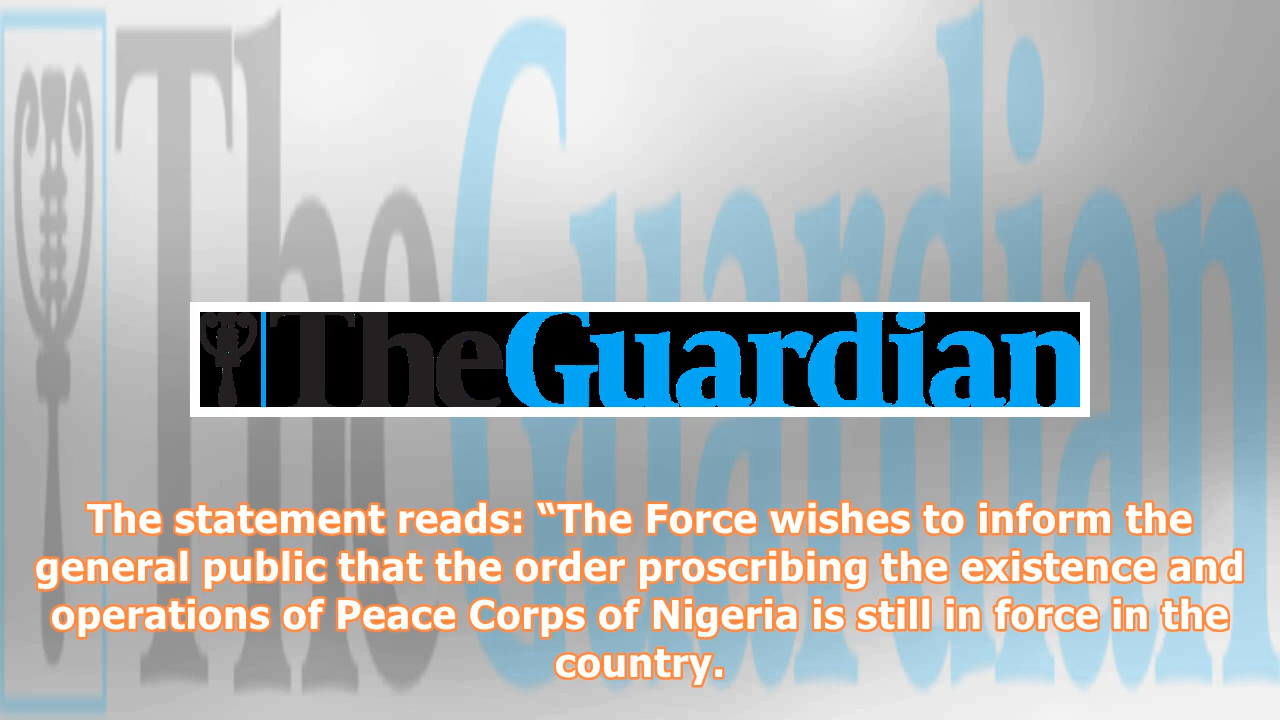 TheGuardian
TheGuardian
The statement reads: “The Force wishes to inform the
general public that the order proscribing the existence and
operations of Peace Corps of Nigeria is still in force in the
country.